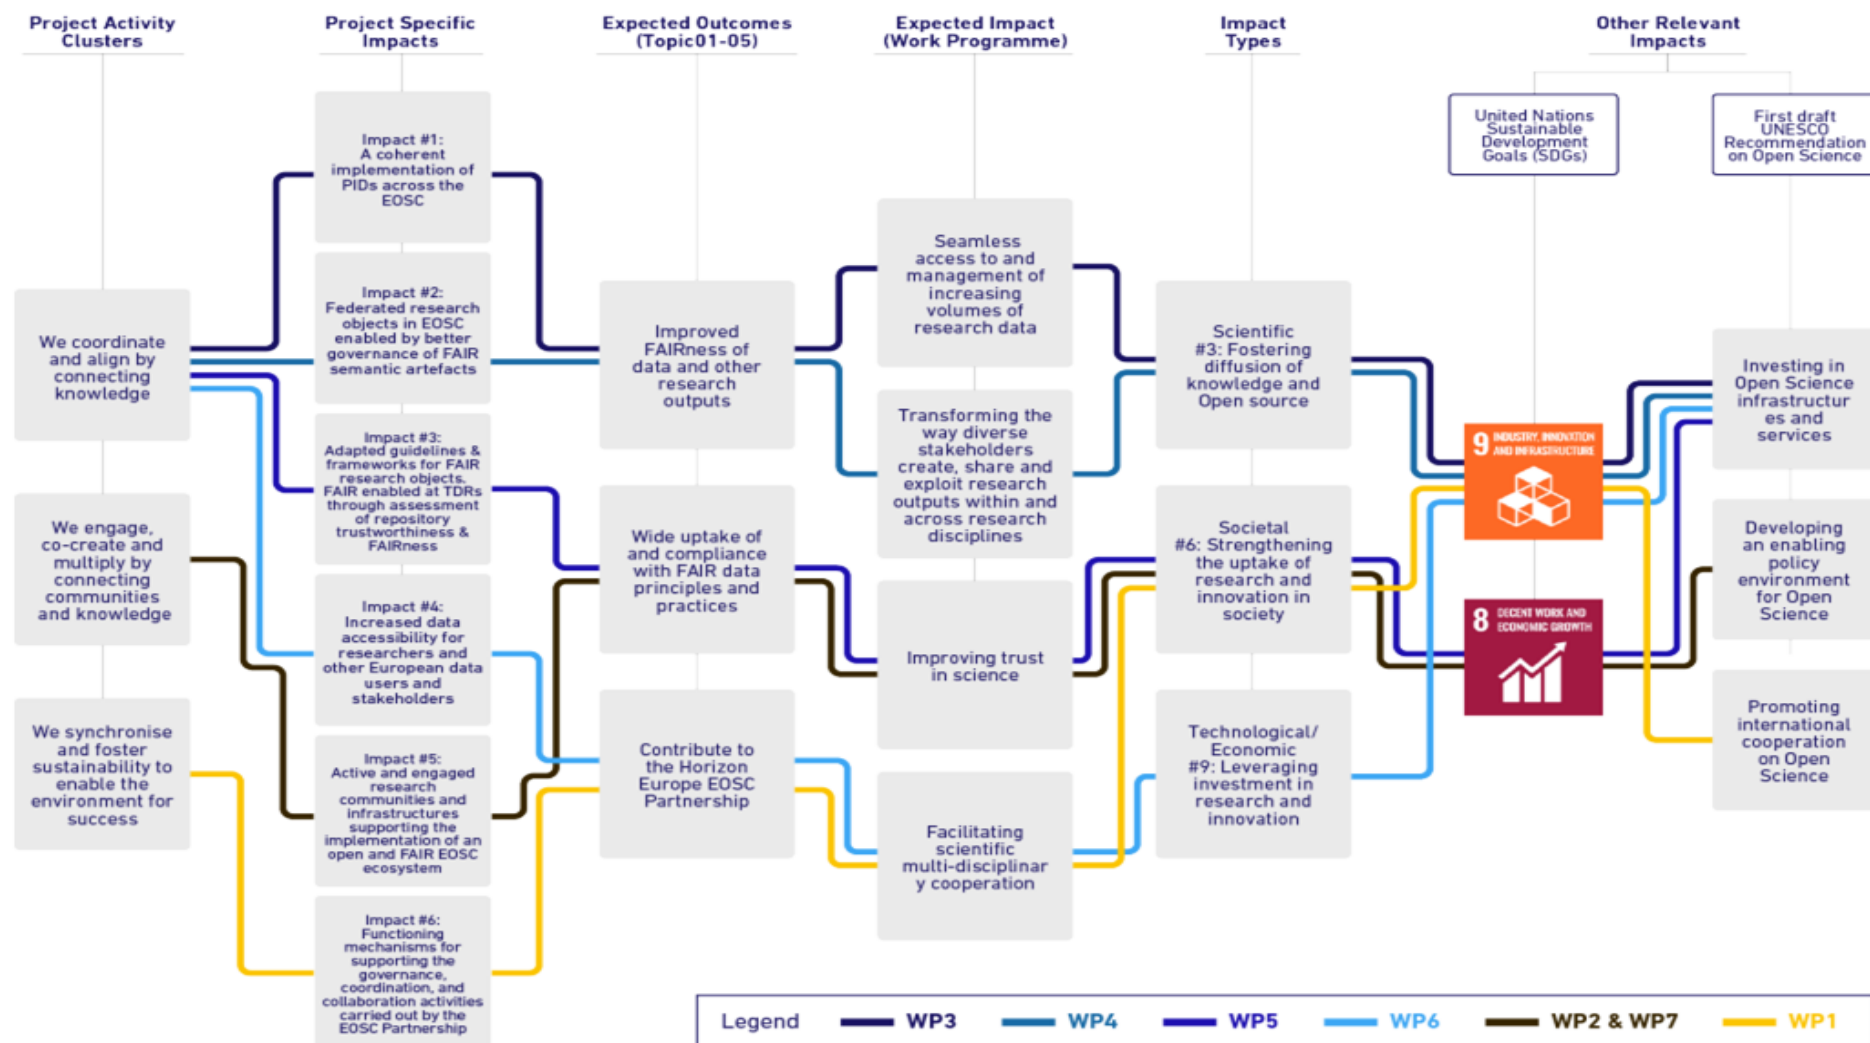 Project Activity
Clusters
Project Specific
Impacts
Expected Outcomes
(Topic01-05)
Expected Impact
(Work Programme)
Impact
Types
Other Relevant
Impacts
United Nations
Sustainable
Development
Goals (SDGs)
First draft
UNESCO
Recommendation
on Open Science
We coordinate
and align by
connecting
knowledge
We engage,
co-create and
multiply by
connecting
communities
and knowledge
We synchronise
and foster
sustainability to
enable the
environment for
success
Impact #1:
A coherent
implementation of
PIDs across the
EOSC
Impact #2:
Federated research
objects in EOSC
enabled by better
governance of FAIR
semantic artefacts
Impact #3:
Adapted guidelines &
frameworks for FAIR
research objects.
FAIR enabled at TDRs
through assessment
of repository
trustworthiness &
FAIRness
Impact #4:
Increased data
accessibility for
researchers and
other European data
users and
stakeholders
Impact #5:
Active and engaged
research
communities and
infrastructures
supporting the
implementation of an
open and FAIR EOSC
ecosystem
Impact #6:
Functioning
mechanisms for
supporting the
governance,
coordination, and
collaboration activities
carried out by the
EOSC Partnership
Improved
FAIRness of
data and other
research
outputs
Wide uptake of
and compliance
with FAIR data
principles and
practices
Contribute to
the Horizon
Europe EOSC
Partnership
Seamless
access to and
management of
increasing
volumes of
research data
Transforming the
way diverse
stakeholders
create, share and
exploit research
outputs within and
across research
disciplines
Improving trust
in science
Facilitating
scientific
multi-disciplinar
y cooperation
Scientific
#3: Fostering
diffusion of
knowledge and
Open source
Societal
#6: Strengthening
the uptake of
research and
innovation in
society
Technological/
Economic
#9: Leveraging
investment in
research and
innovation
9 INDUSTRY, INNOVATION
AND INFRASTRUCTURE
8 DECENT WORK AND
ECONOMIC GROWTH
Investing in
Open Science
infrastructur
es and
services
Developing
an enabling
policy
environment
for Open
Science
Promoting
international
cooperation
on Open
Science
Legend WP3 WP4 WP5 WP6 WP2 & WP7 WP1